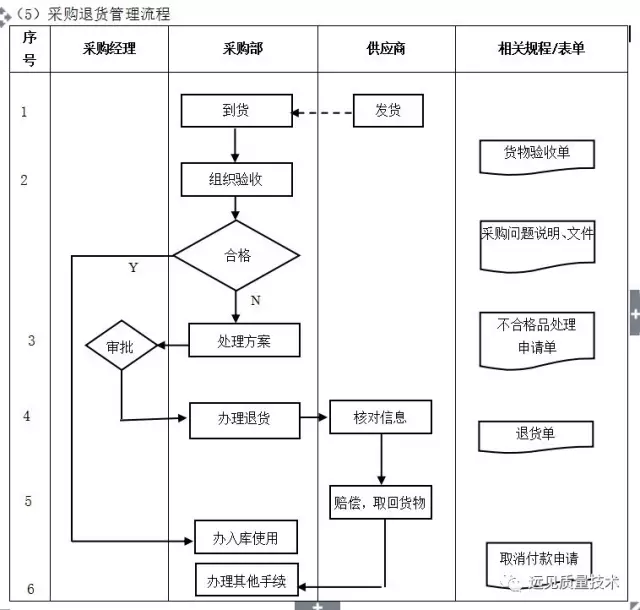 （5）采购退货管理流程
序号 采购经理 采购部 供应商 相关规程/表单
1 到货 发货
货物验收单
2 组织验收
采购问题说明、文件
合格
Y
N
不合格品处理
申请单
3 审批 处理方案
4 办理退货 核对信息 退货单
5 赔偿，取回货物
办入库使用
取消付款申请
6 办理其他手续
远见质量技术